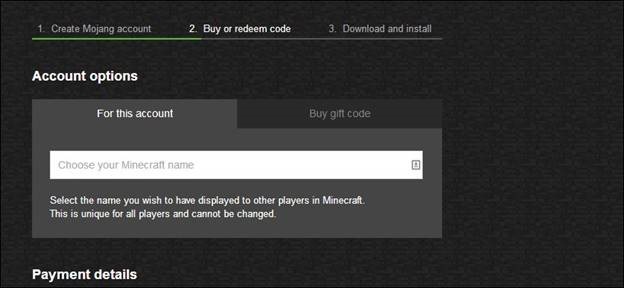 1. Create Mojang account 2. Buy or redeem code 3. Download and install
Account options
For this account Buy gift code
Choose your Minecraft name
Select the name you wish to have displayed to other players in Minecraft.
This is unique for all players and cannot be changed.
Payment details